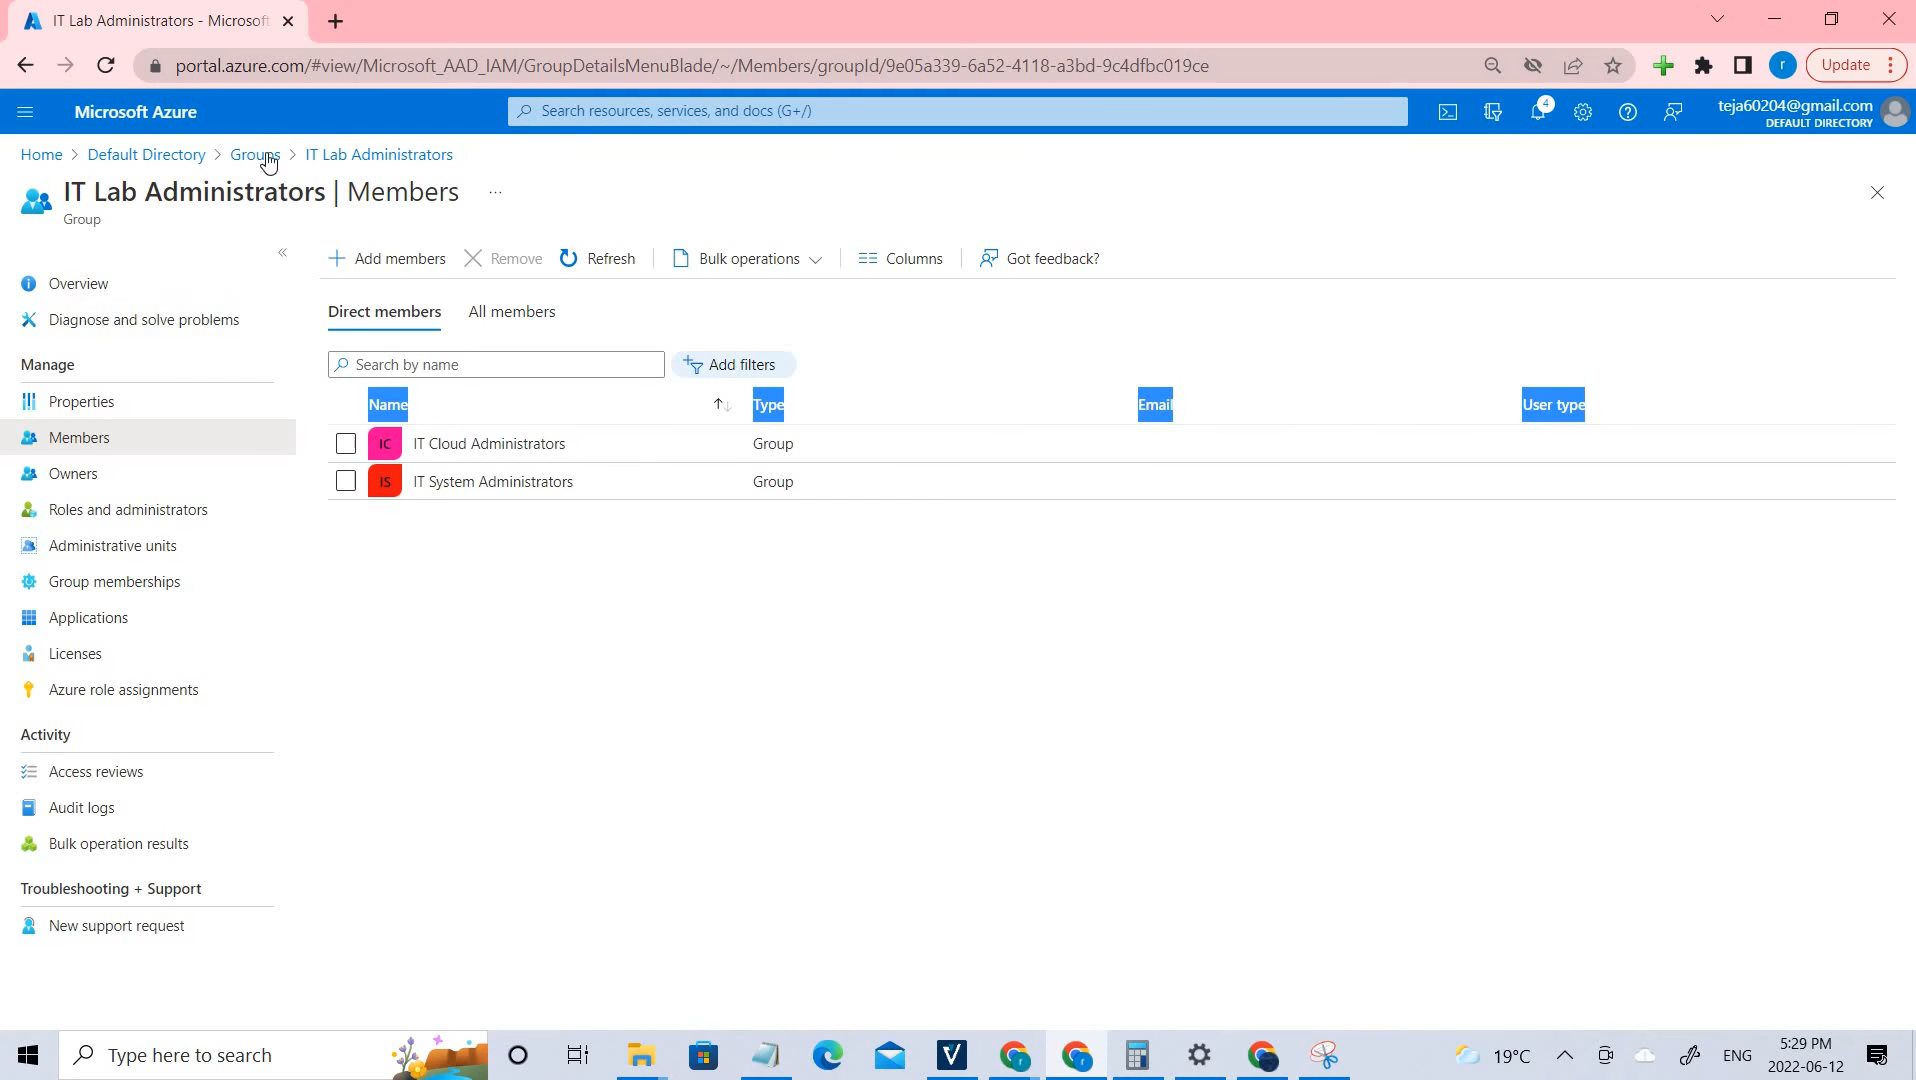 IT Lab Administrators - Microsoft
portal.azure.com/#view/Microsoft_AAD_IAM/GroupDetailsMenuBlade/~/Members/groupId/9e05a339-6a52-4118-a3bd-9c4dfbc019ce
r
Update
Microsoft Azure
Search resources, services, and docs (G+/)
4
teja60204@gmail.com
DEFAULT DIRECTORY
Home > Default Directory > Groups > IT Lab Administrators
IT Lab Administrators | Members ...
Group
Add members
Remove
Refresh
Bulk operations
Columns
Got feedback?
Overview
Diagnose and solve problems
Manage
Properties
Members
Owners
Roles and administrators
Administrative units
Group memberships
Applications
Licenses
Azure role assignments
Activity
Access reviews
Audit logs
Bulk operation results
Troubleshooting + Support
New support request
Direct members
All members
Search by name
Add filters
Name Type Email User type
IC IT Cloud Administrators Group
IS IT System Administrators Group
Type here to search
19°C
ENG
5:29 PM
2022-06-12